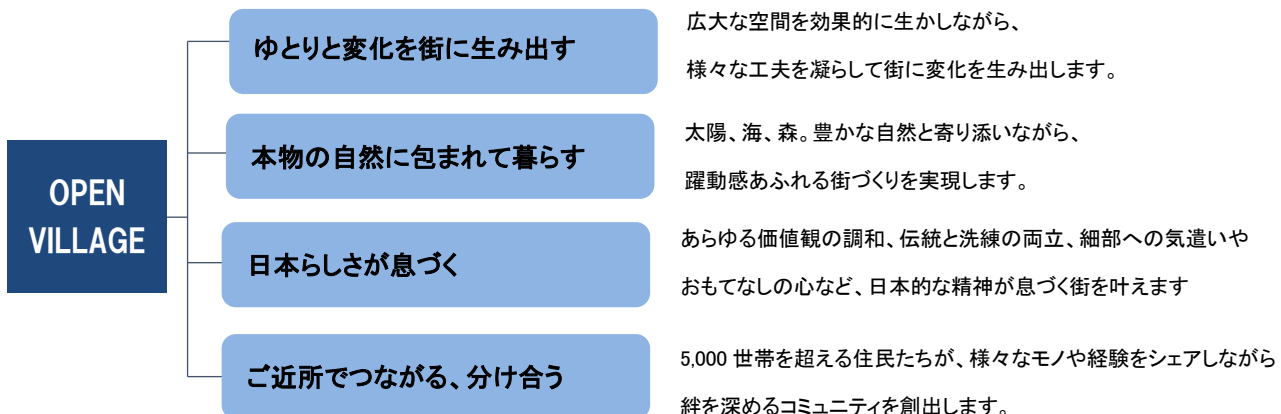 OPEN
VILLAGE
ゆとりと変化を街に生み出す
広大な空間を効果的に生かしながら、
様々な工夫を凝らして街に変化を生み出します。
本物の自然に包まれて暮らす
太陽、海、森。豊かな自然と寄り添いながら、
躍動感あふれる街づくりを実現します。
日本らしさが息づく
あらゆる価値観の調和、伝統と洗練の両立、細部への気遣いや
おもてなしの心など、日本的な精神が息づく街を叶えます
ご近所でつながる、分け合う
5,000 世帯を超える住民たちが、様々なモノや経験をシェアしながら
絆を深めるコミュニティを創出します。